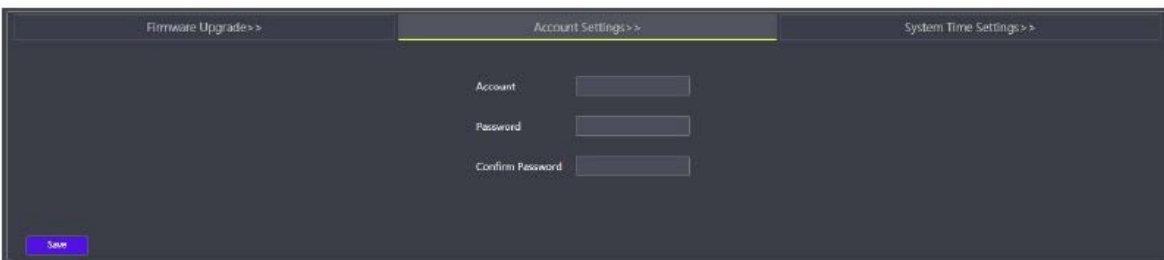 Firmware Upgrade>>
Account Settings>>
System Time Settings>>
Account
Password
Confirm Password
Save